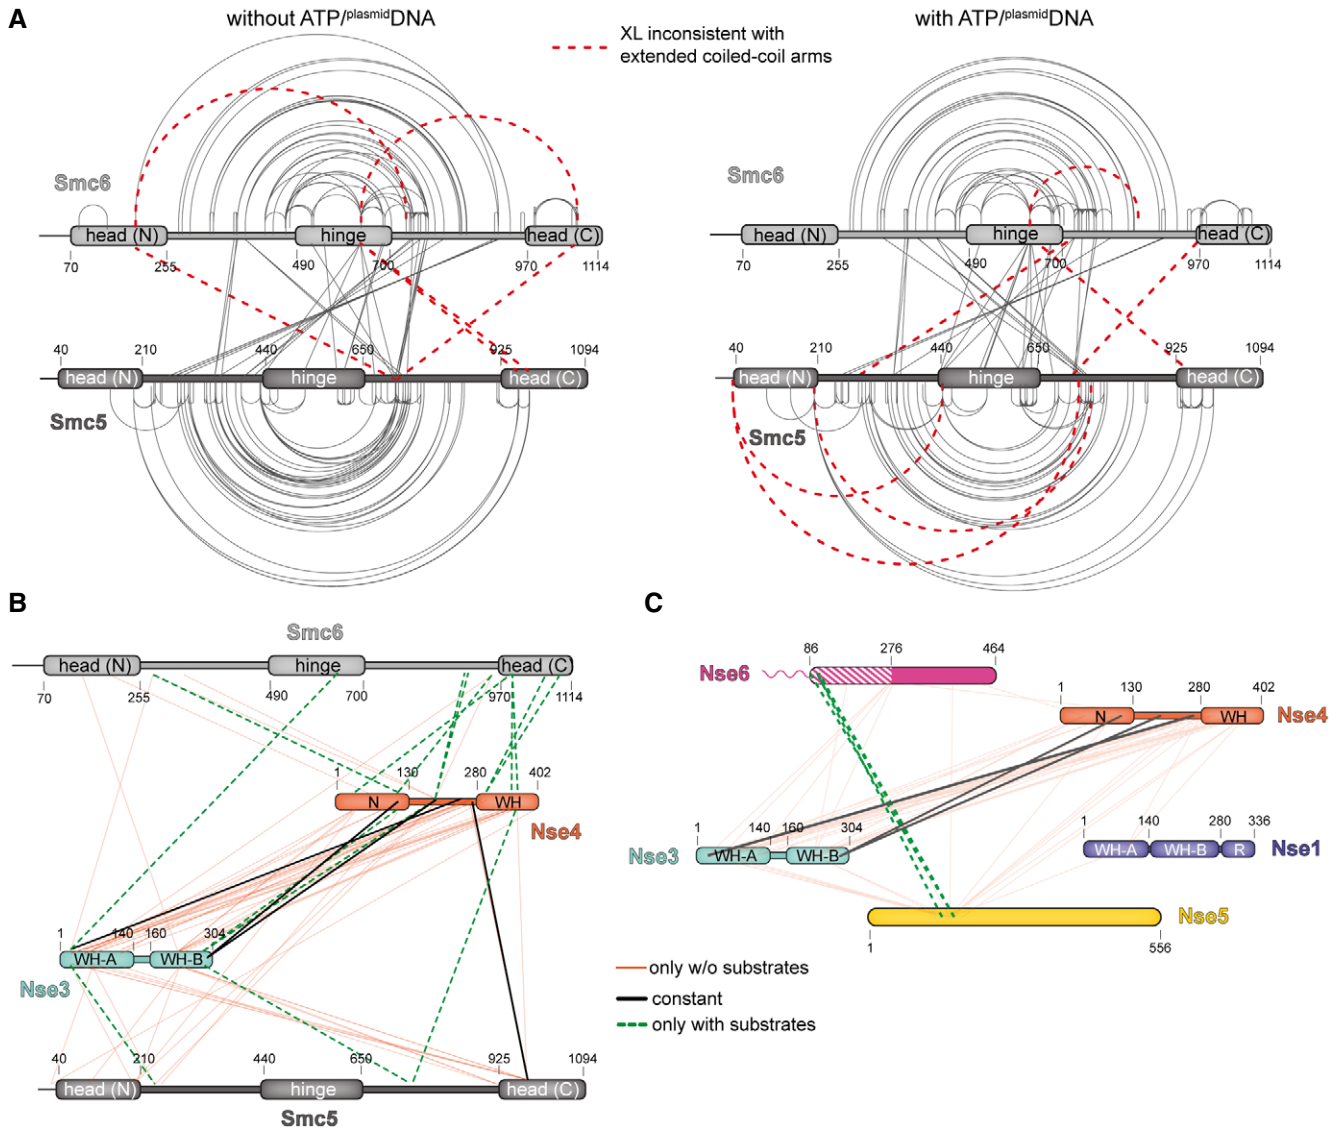 A
without ATP/plasmidDNA
XL inconsistent with
extended coiled-coil arms
with ATP/plasmidDNA
Smc6
head (N)
hinge
head (C)
70
255
490
700
970
1114
40
210
440
650
925
1094
head (N)
hinge
head (C)
Smc5
Smc6
head (N)
hinge
head (C)
70
255
490
700
970
1114
40
210
440
650
925
1094
head (N)
hinge
head (C)
Smc5
B
Smc6
head (N)
hinge
head (C)
70
255
490
700
970
1114
1
130
280
402
N
WH
Nse4
1
140
160
304
WH-A
WH-B
Nse3
40
210
440
650
925
1094
head (N)
hinge
head (C)
Smc5
C
86
276
464
Nse6
1
130
280
402
N
WH
Nse4
1
140
160
304
Nse3
WH-A
WH-B
1
140
280
336
WH-A
WH-B
R
Nse1
Nse5
1
556
only w/o substrates
constant
only with substrates